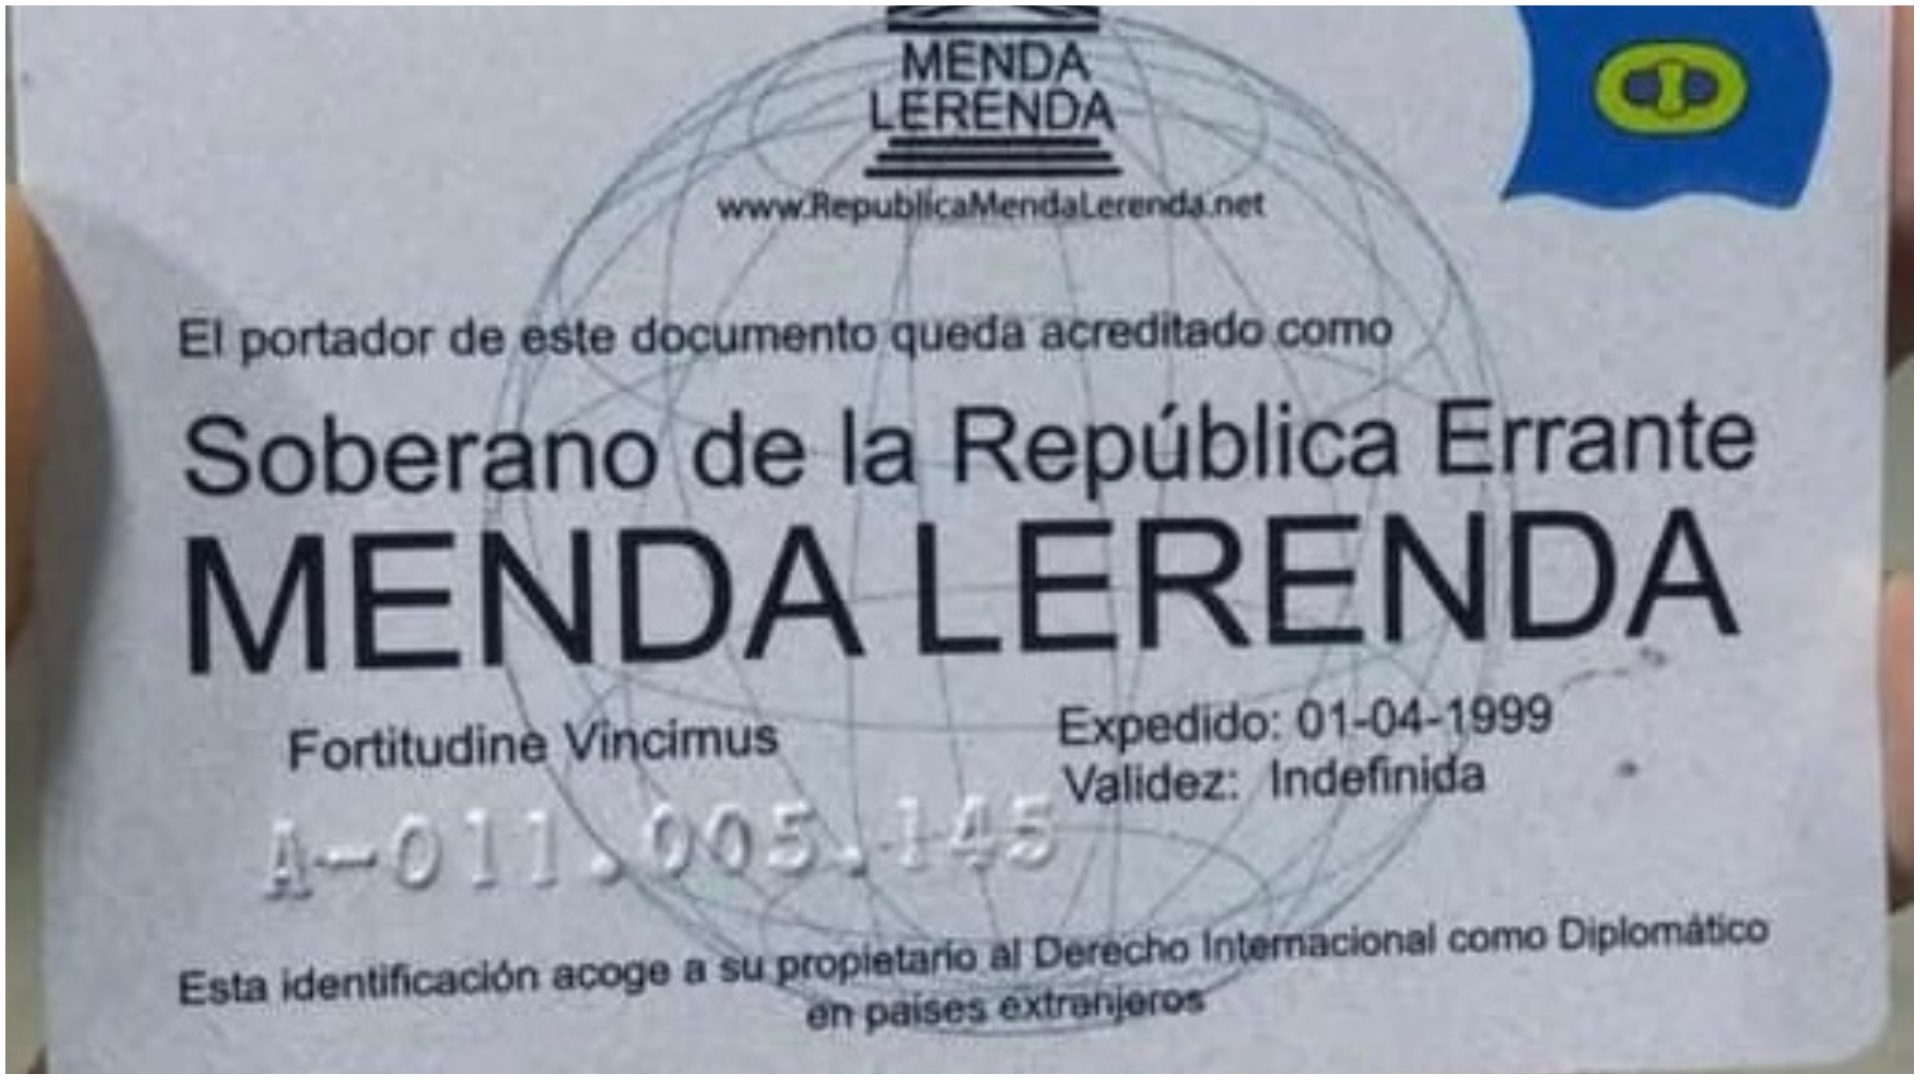 MENDA
LERENDA
www.RepublicaMendaLerenda.net
El portador de este documento queda acreditado como
Soberano de la República Errante
MENDA LERENDA
Fortitudine Vincimus
Expedido: 01-04-1999
Validez: Indefinida
A-011.005.145
Esta identificación acoge a su propietario al Derecho Internacional como Diplomático
en países extranjeros